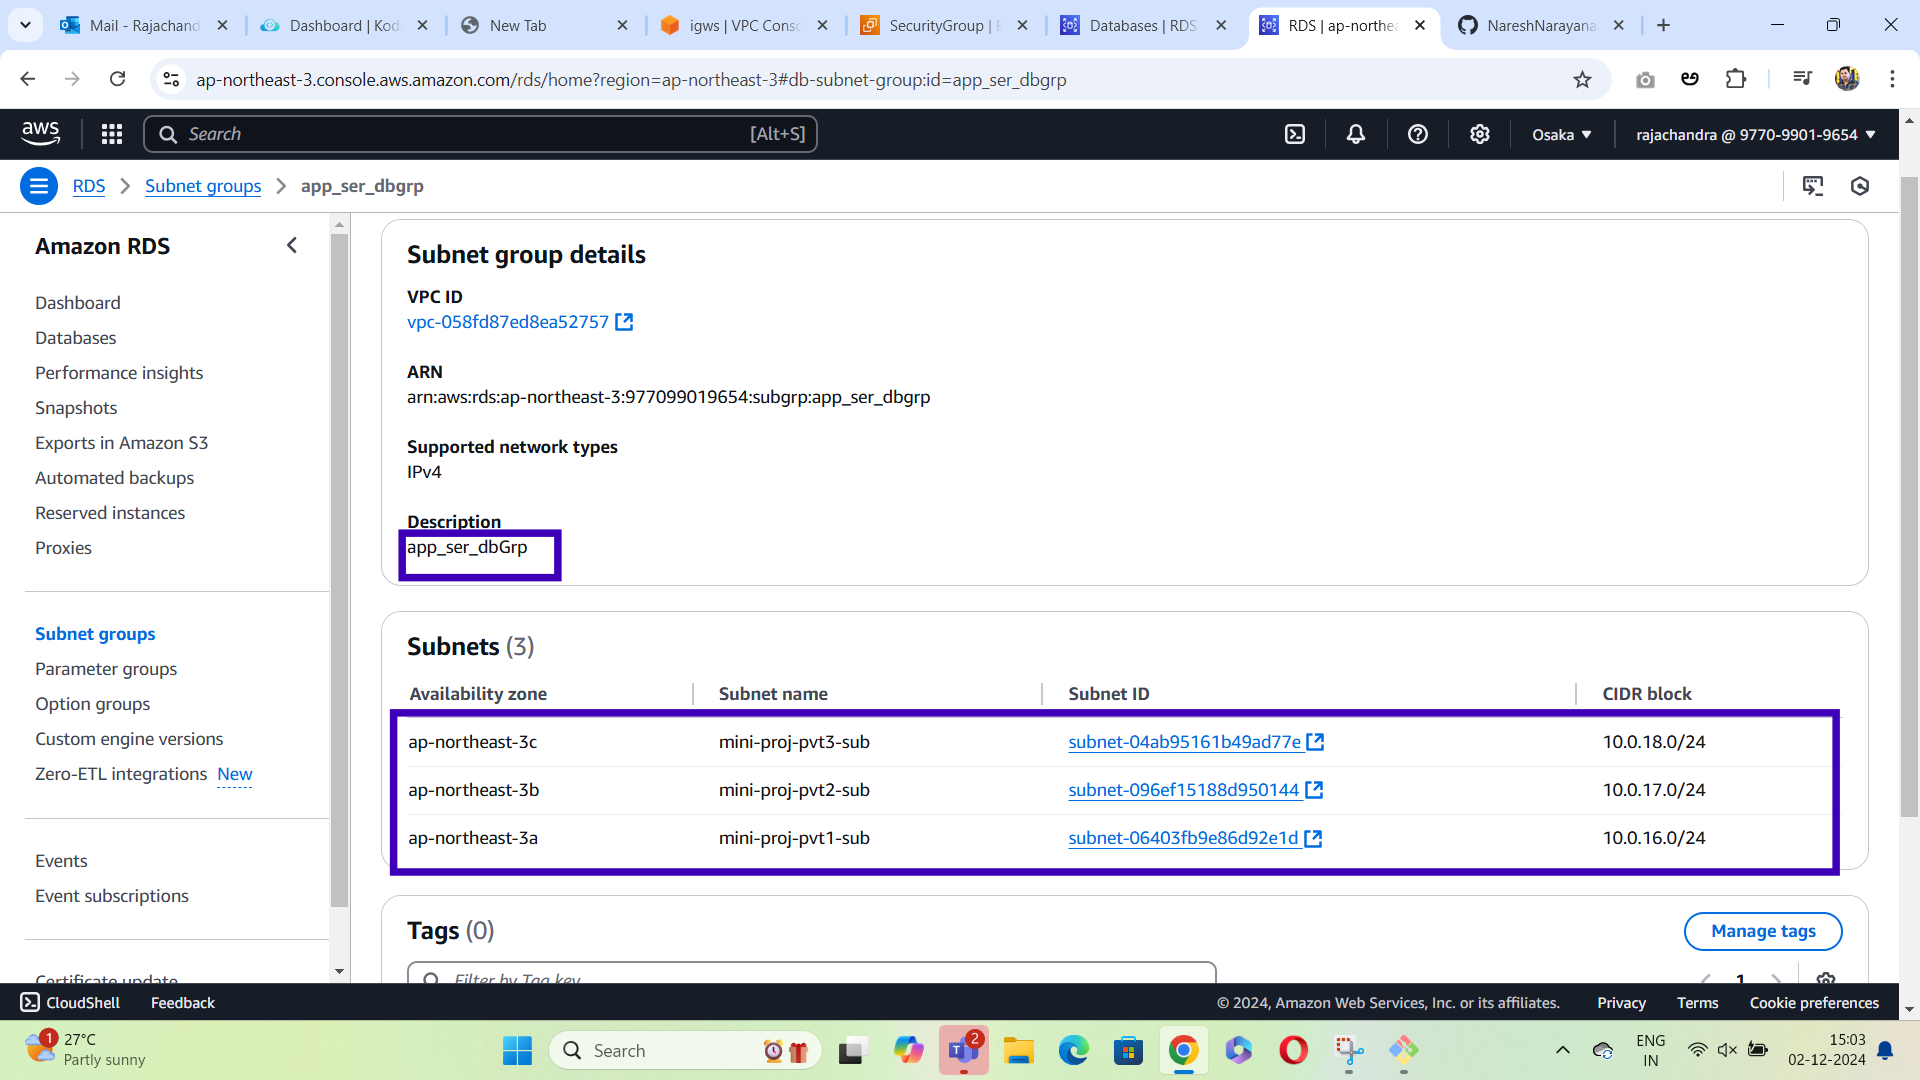 Mail - Rajachand
Dashboard | Kod
New Tab
igws | VPC Conso
SecurityGroup | E
Databases | RDS
RDS | ap-northea
NareshNarayana
ap-northeast-3.console.aws.amazon.com/rds/home?region=ap-northeast-3#db-subnet-group:id=app_ser_dbgrp
aws
Search
[Alt+S]
Osaka
rajachandra @ 9770-9901-9654
RDS
Subnet groups
app_ser_dbgrp
Amazon RDS
Dashboard
Databases
Performance insights
Snapshots
Exports in Amazon S3
Automated backups
Reserved instances
Proxies
Subnet groups
Parameter groups
Option groups
Custom engine versions
Zero-ETL integrations New
Events
Event subscriptions
Certificate update
Subnet group details
VPC ID
vpc-058fd87ed8ea52757
ARN
arn:aws:rds:ap-northeast-3:977099019654:subgrp:app_ser_dbgrp
Supported network types
IPv4
Description
app_ser_dbGrp
Subnets (3)
Availability zone Subnet name Subnet ID CIDR block
ap-northeast-3c mini-proj-pvt3-sub subnet-04ab95161b49ad77e 10.0.18.0/24
ap-northeast-3b mini-proj-pvt2-sub subnet-096ef15188d950144 10.0.17.0/24
ap-northeast-3a mini-proj-pvt1-sub subnet-06403fb9e86d92e1d 10.0.16.0/24
Tags (0)
Manage tags
Filter by Tag key
1
CloudShell
Feedback
© 2024, Amazon Web Services, Inc. or its affiliates.
Privacy
Terms
Cookie preferences
1
27°C
Partly sunny
Search
2
ENG
IN
15:03
02-12-2024